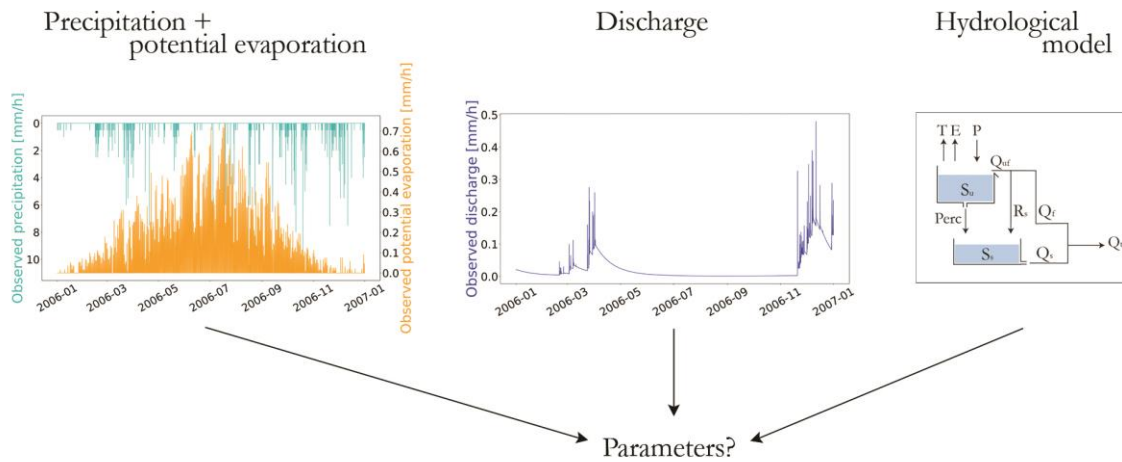 Precipitation +
potential evaporation
Discharge
Hydrological
model
Observed precipitation [mm/h]
0
2
4
6
8
10
0.7
0.6
0.5
0.4
0.3
0.2
0.1
0.0
Observed potential evaporation [mm/h]
2006-01
2006-03
2006-05
2006-07
2006-09
2006-11
2007-01
Observed discharge [mm/h]
0.5
0.4
0.3
0.2
0.1
0.0
2006-01
2006-03
2006-05
2006-07
2006-09
2006-11
2007-01
T E P
Quf
Su
Perc
Rs
Qf
Ss
Qs
Parameters?